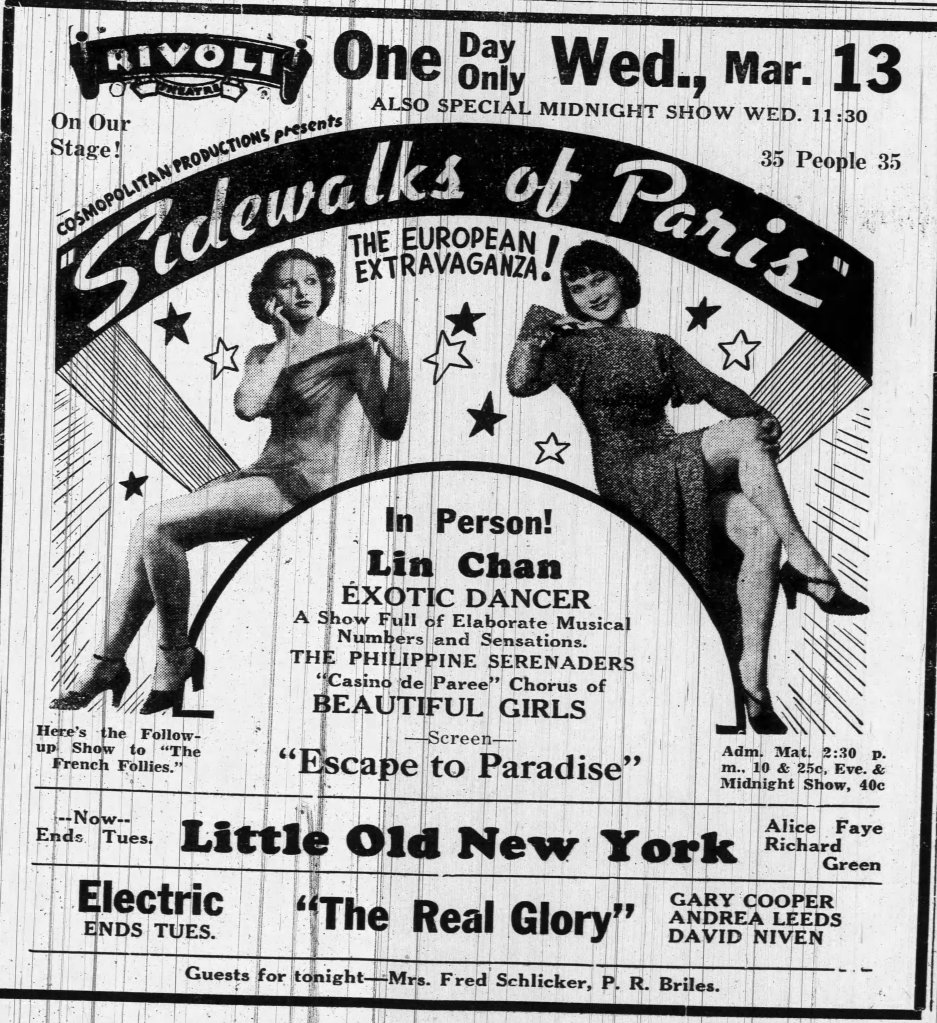 RIVOLI
THEATRE
One Day Only Wed., Mar. 13
ALSO SPECIAL MIDNIGHT SHOW WED. 11:30
On Our
Stage!
35 People 35
COSMOPOLITAN PRODUCTIONS presents
"Sidewalks of Paris"
THE EUROPEAN
EXTRAVAGANZA!
In Person!
Lin Chan
EXOTIC DANCER
A Show Full of Elaborate Musical
Numbers and Sensations.
THE PHILIPPINE SERENADERS
"Casino de Paree" Chorus of
BEAUTIFUL GIRLS
Here's the Follow-
up Show to "The
French Follies."
—Screen—
"Escape to Paradise"
Adm. Mat. 2:30 p.
m., 10 & 25c, Eve. &
Midnight Show, 40c
--Now--
Ends Tues.
Little Old New York
Alice Faye
Richard
Green
Electric
ENDS TUES.
"The Real Glory"
GARY COOPER
ANDREA LEEDS
DAVID NIVEN
Guests for tonight—Mrs. Fred Schlicker, P. R. Briles.